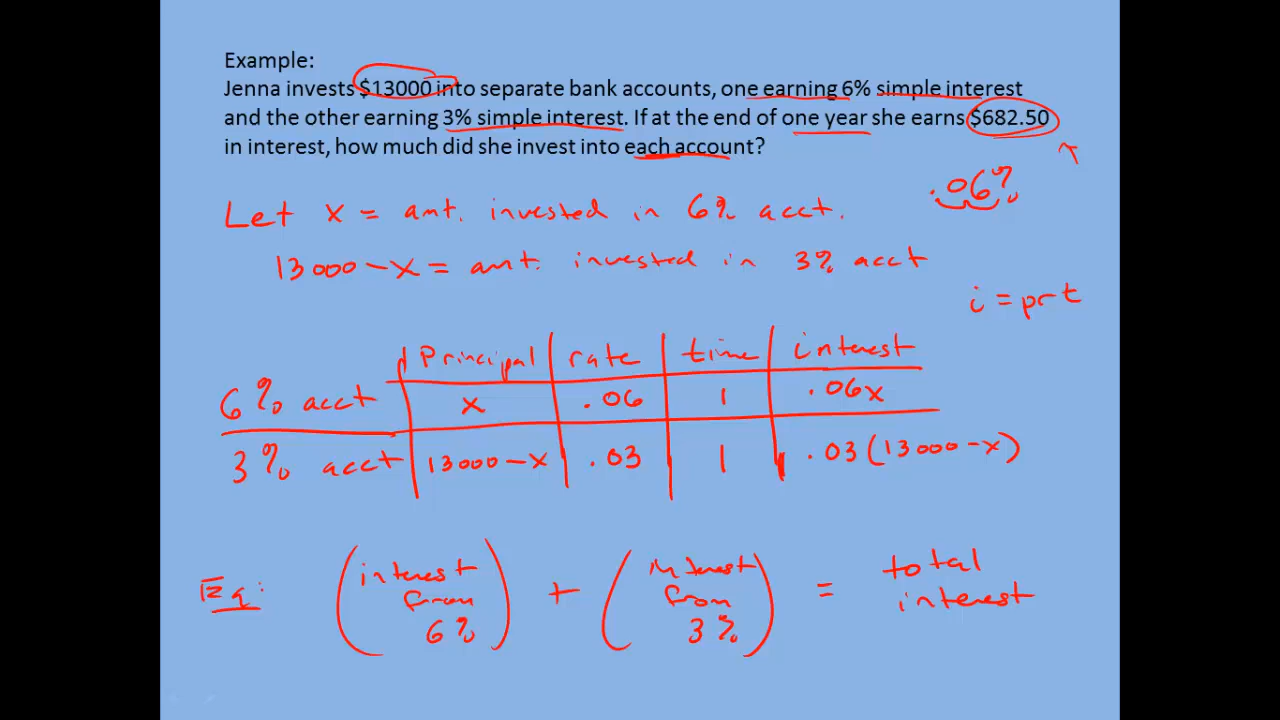 Example:
Jenna invests $13000 into separate bank accounts, one earning 6% simple interest
and the other earning 3% simple interest. If at the end of one year she earns $682.50
in interest, how much did she invest into each account?
.06%
Let x = amt. invested in 6% acct.
13000-x = amt. invested in 3% acct
i = prt
Principal rate time interest
6% acct x .06 1 .06x
3% acct 13000-x .03 1 .03(13000-x)
Eq: (interest from 6%) + (interest from 3%) = total interest